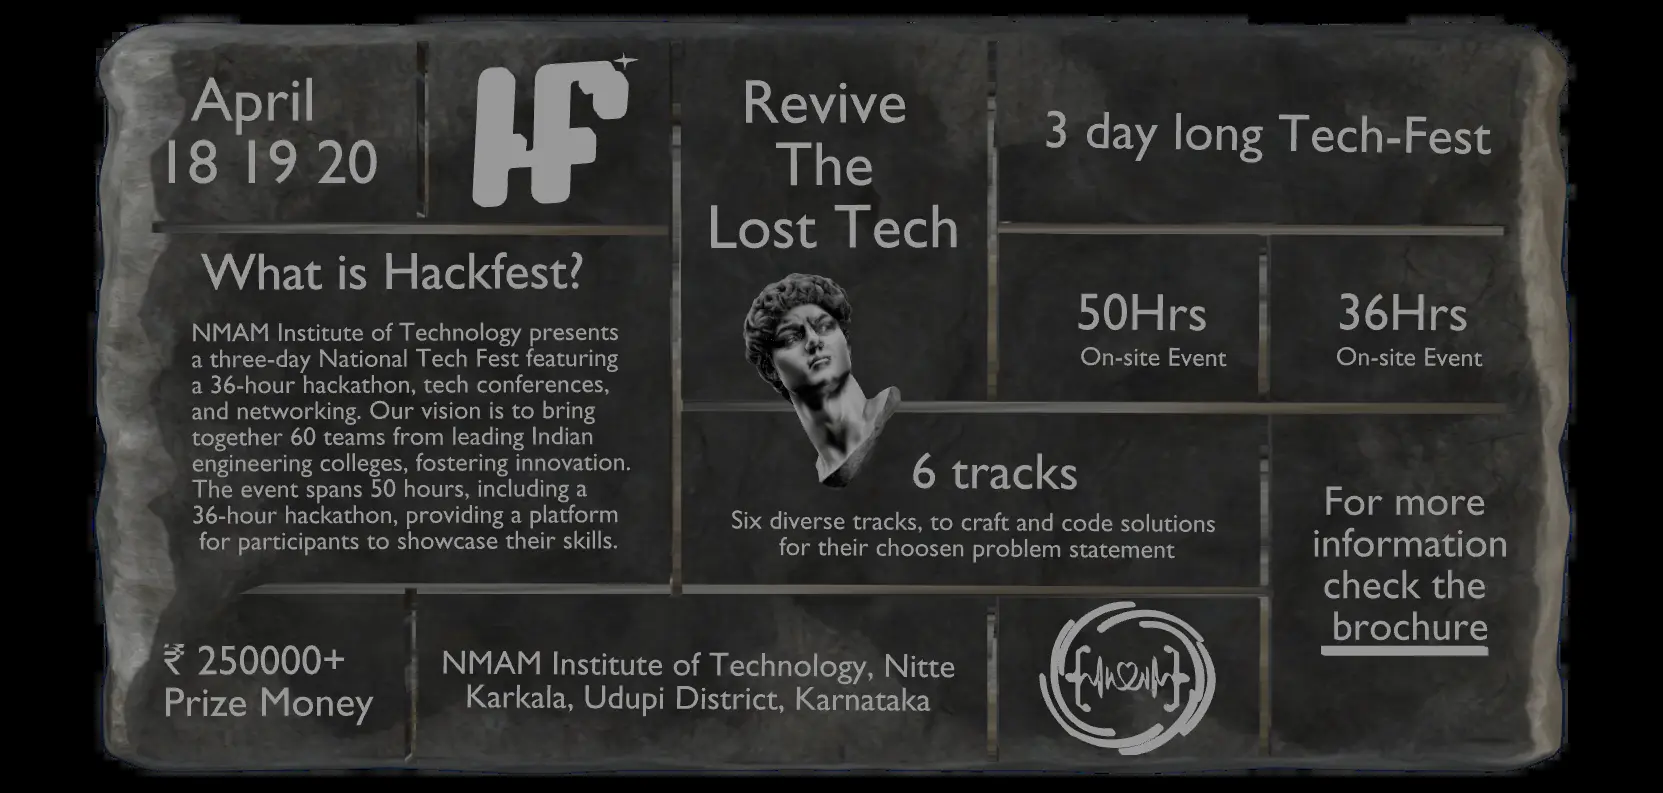 April
18 19 20
HF
Revive
The
Lost Tech
3 day long Tech-Fest
What is Hackfest?
NMAM Institute of Technology presents
a three-day National Tech Fest featuring
a 36-hour hackathon, tech conferences,
and networking. Our vision is to bring
together 60 teams from leading Indian
engineering colleges, fostering innovation.
The event spans 50 hours, including a
36-hour hackathon, providing a platform
for participants to showcase their skills.
50Hrs
On-site Event
36Hrs
On-site Event
6 tracks
Six diverse tracks, to craft and code solutions
for their choosen problem statement
For more
information
check the
brochure
₹ 250000+
Prize Money
NMAM Institute of Technology, Nitte
Karkala, Udupi District, Karnataka